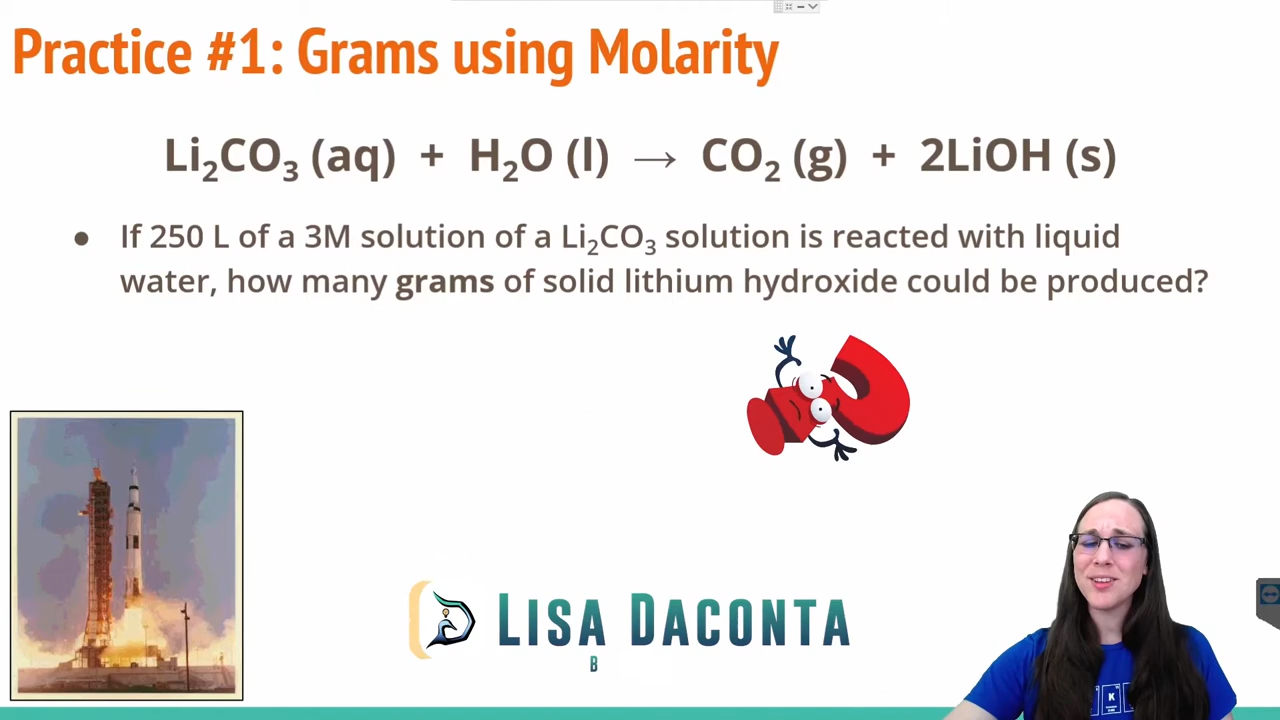 Practice #1: Grams using Molarity
Li₂CO₃ (aq) + H₂O (l) → CO₂ (g) + 2LiOH (s)
● If 250 L of a 3M solution of a Li₂CO₃ solution is reacted with liquid
water, how many grams of solid lithium hydroxide could be produced?
LISA DACONTA
B
K